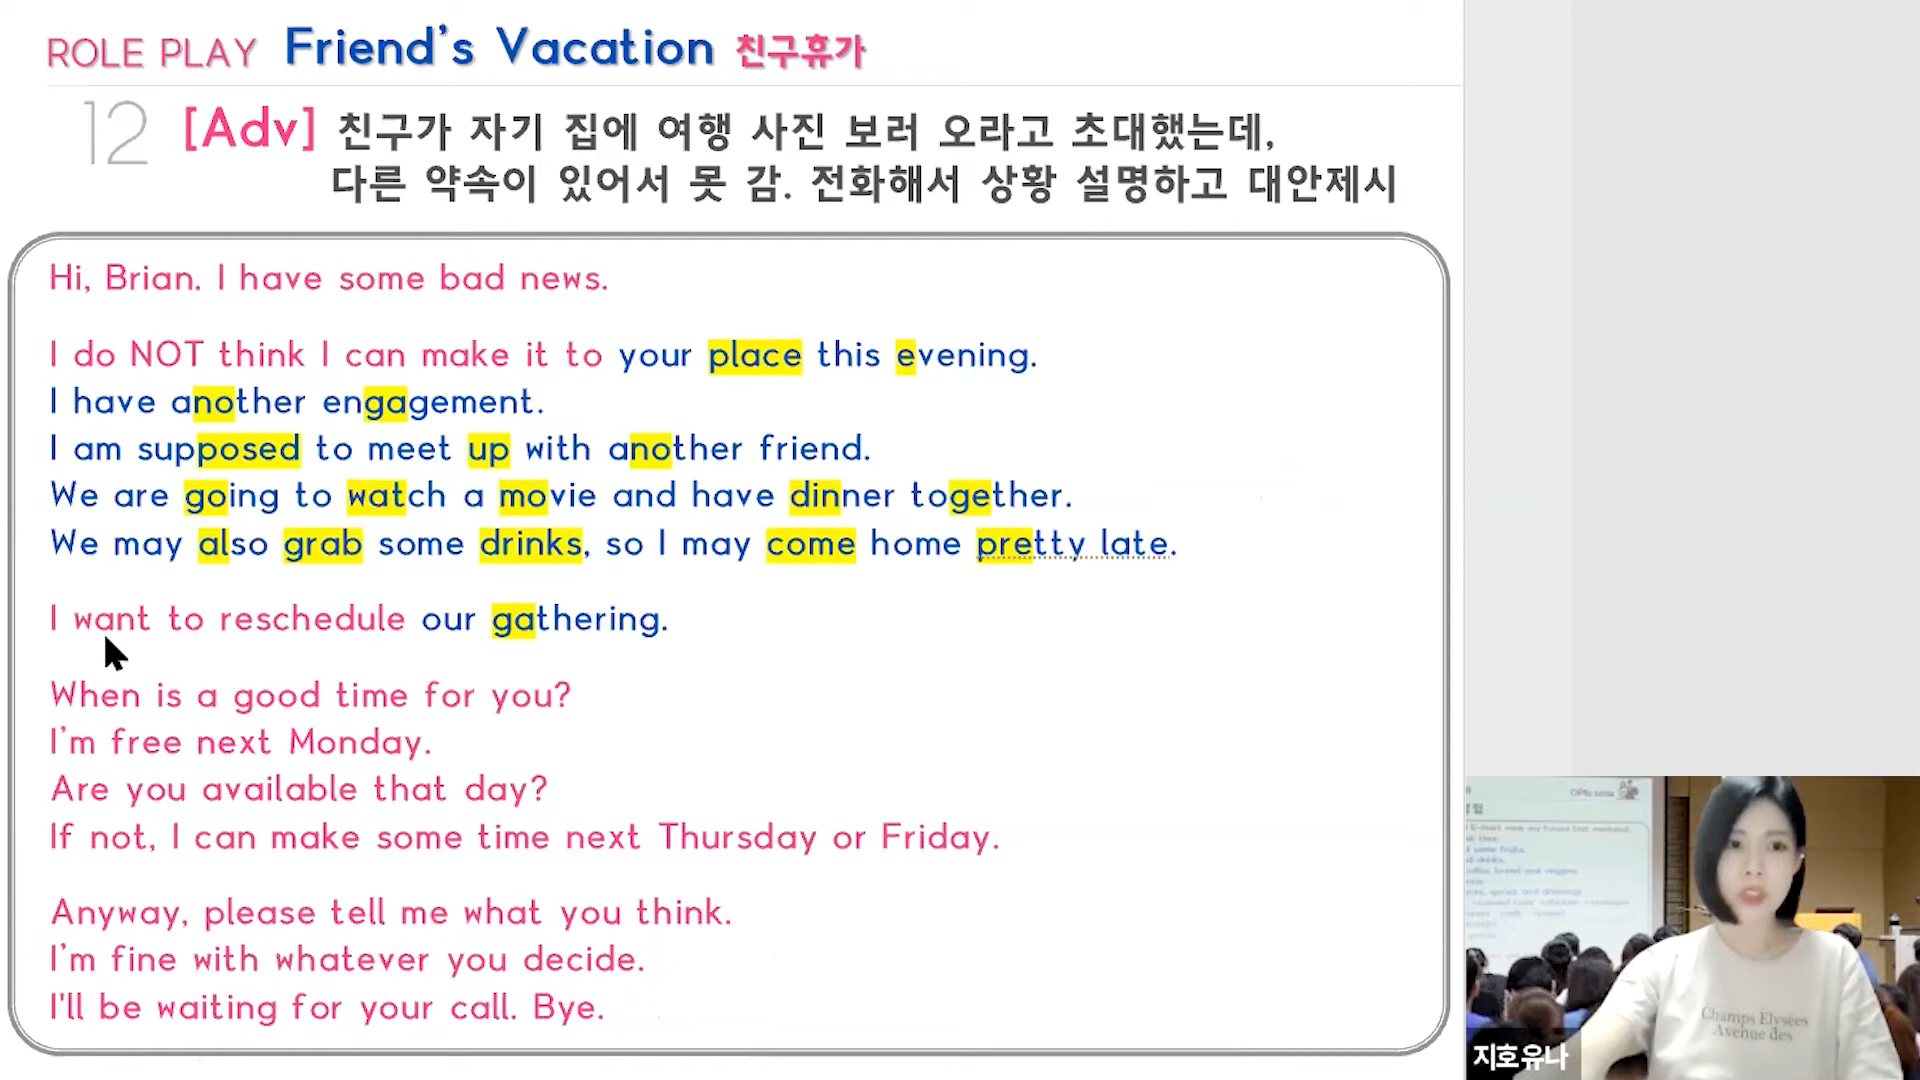 ROLE PLAY Friend's Vacation 친구휴가
12 [Adv] 친구가 자기 집에 여행 사진 보러 오라고 초대했는데,
다른 약속이 있어서 못 감. 전화해서 상황 설명하고 대안제시
Hi, Brian. I have some bad news.
I do NOT think I can make it to your place this evening.
I have another engagement.
I am supposed to meet up with another friend.
We are going to watch a movie and have dinner together.
We may also grab some drinks, so I may come home pretty late.
I want to reschedule our gathering.
When is a good time for you?
I'm free next Monday.
Are you available that day?
If not, I can make some time next Thursday or Friday.
Anyway, please tell me what you think.
I'm fine with whatever you decide.
I'll be waiting for your call. Bye.
Champs Elysees
Avenue des
지호유나